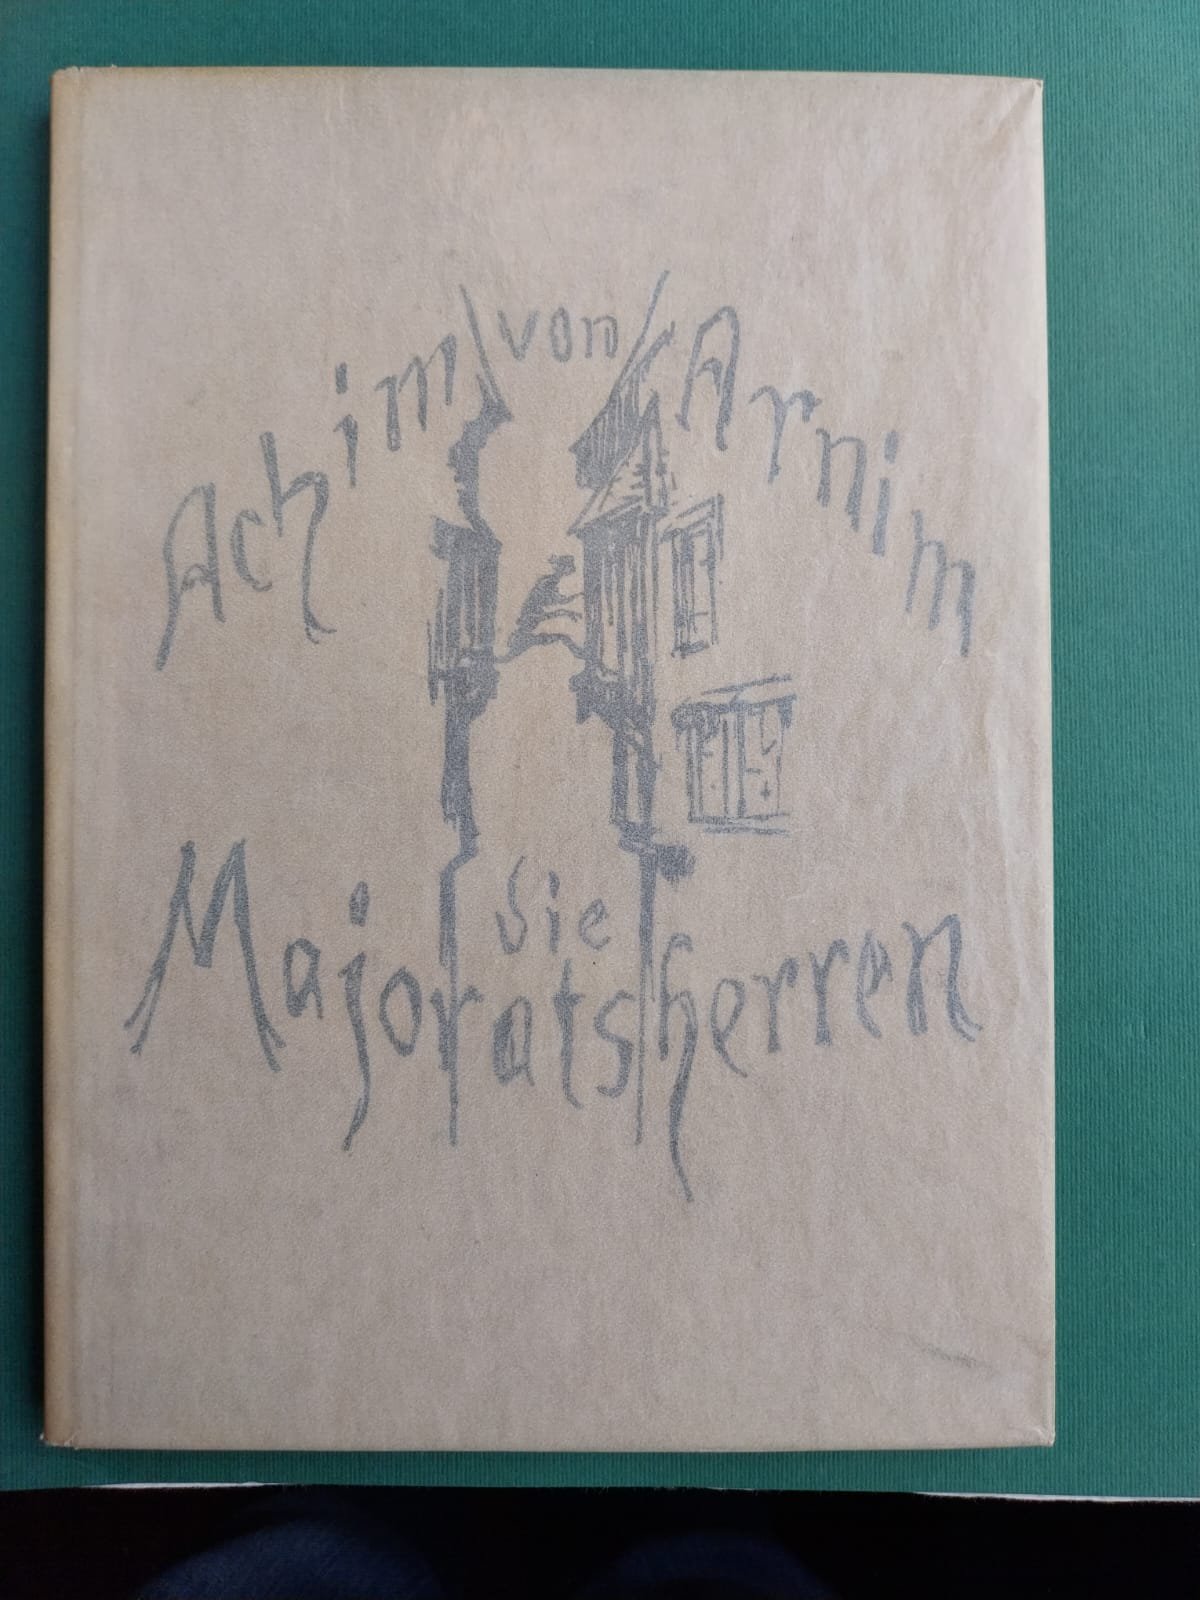 Achim von Arnim
die
Majoratsherren